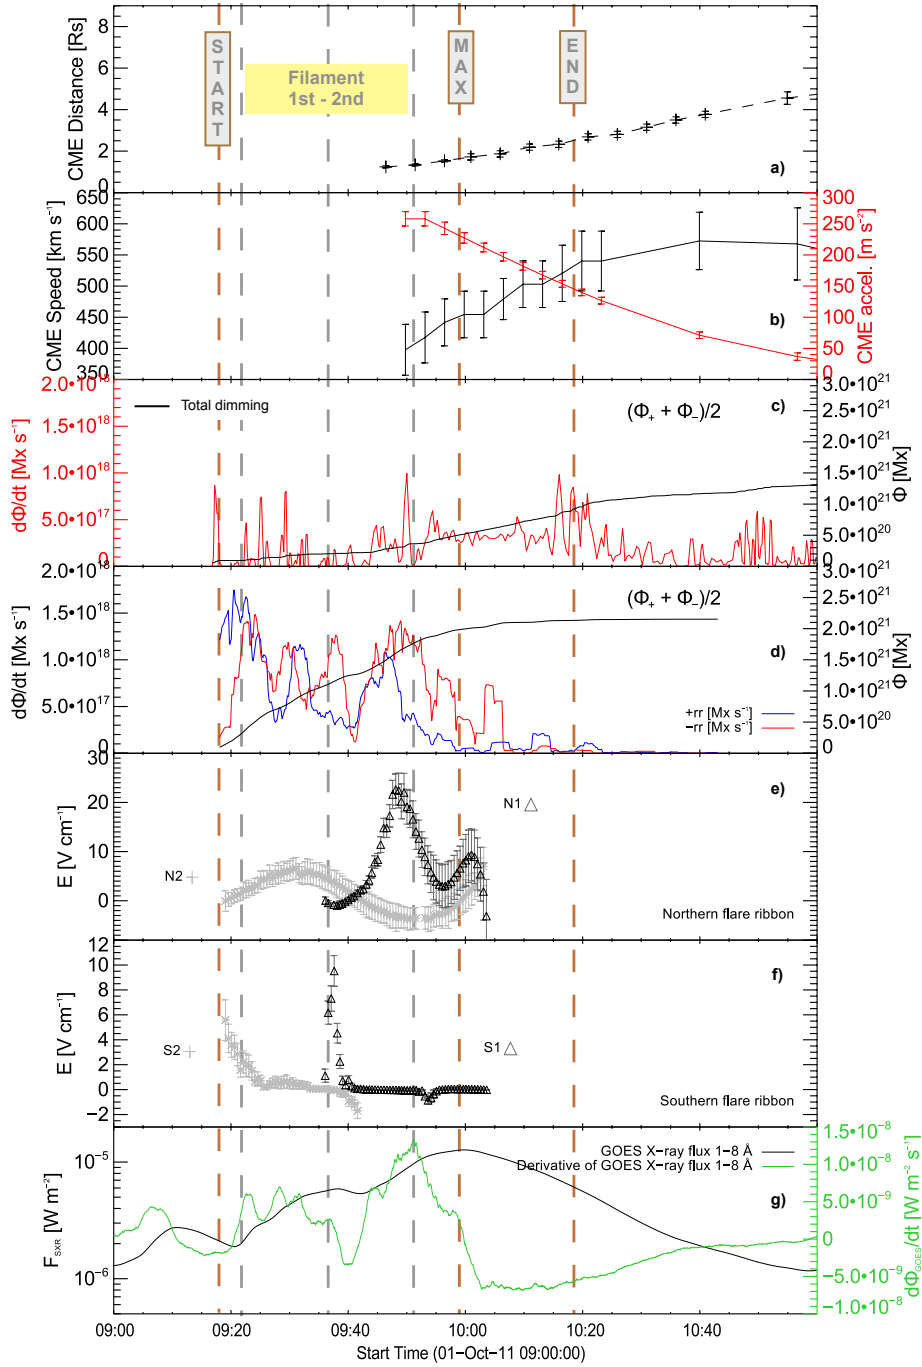 CME Distance [Rs]
8
6
4
2
0
START
Filament
1st - 2nd
MAX
END
a)
CME Speed [km s⁻¹]
650
600
550
500
450
400
350
b)
300
250
200
150
100
50
0
CME accel. [m s⁻²]
dΦ/dt [Mx s⁻¹]
2.0•10¹⁸
1.5•10¹⁸
1.0•10¹⁸
5.0•10¹⁷
0
Total dimming
(Φ₊ + Φ₋)/2
c)
3.0•10²¹
2.5•10²¹
2.0•10²¹
1.5•10²¹
1.0•10²¹
5.0•10²⁰
0
Φ [Mx]
dΦ/dt [Mx s⁻¹]
2.0•10¹⁸
1.5•10¹⁸
1.0•10¹⁸
5.0•10¹⁷
0
(Φ₊ + Φ₋)/2
d)
+rr [Mx s⁻¹]
−rr [Mx s⁻¹]
3.0•10²¹
2.5•10²¹
2.0•10²¹
1.5•10²¹
1.0•10²¹
5.0•10²⁰
0
Φ [Mx]
E [V cm⁻¹]
30
20
10
0
N2
N1
e)
Northern flare ribbon
E [V cm⁻¹]
12
10
8
6
4
2
0
−2
S2
S1
f)
Southern flare ribbon
F_SXR [W m⁻²]
10⁻⁵
10⁻⁶
GOES X−ray flux 1−8 Å
Derivative of GOES X−ray flux 1−8 Å
g)
1.5•10⁻⁸
1.0•10⁻⁸
5.0•10⁻⁹
0
−5.0•10⁻⁹
−1.0•10⁻⁸
dΦ_GOES/dt [W m⁻² s⁻¹]
09:00
09:20
09:40
10:00
10:20
10:40
Start Time (01−Oct−11 09:00:00)